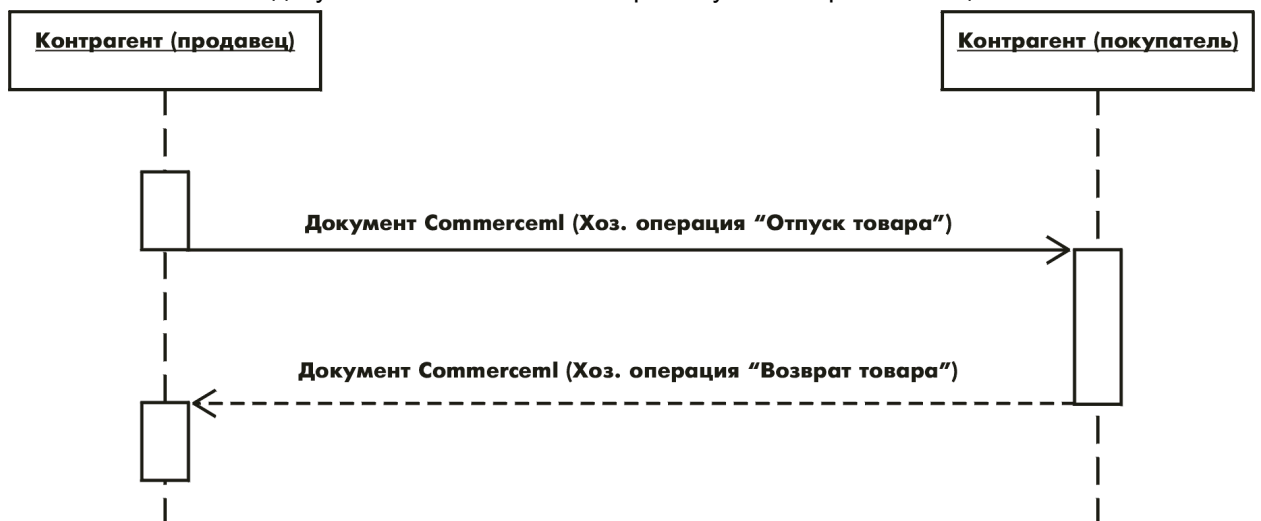 Контрагент (продавец)
Контрагент (покупатель)
Документ Commerceml (Хоз. операция “Отпуск товара”)
Документ Commerceml (Хоз. операция “Возврат товара”)